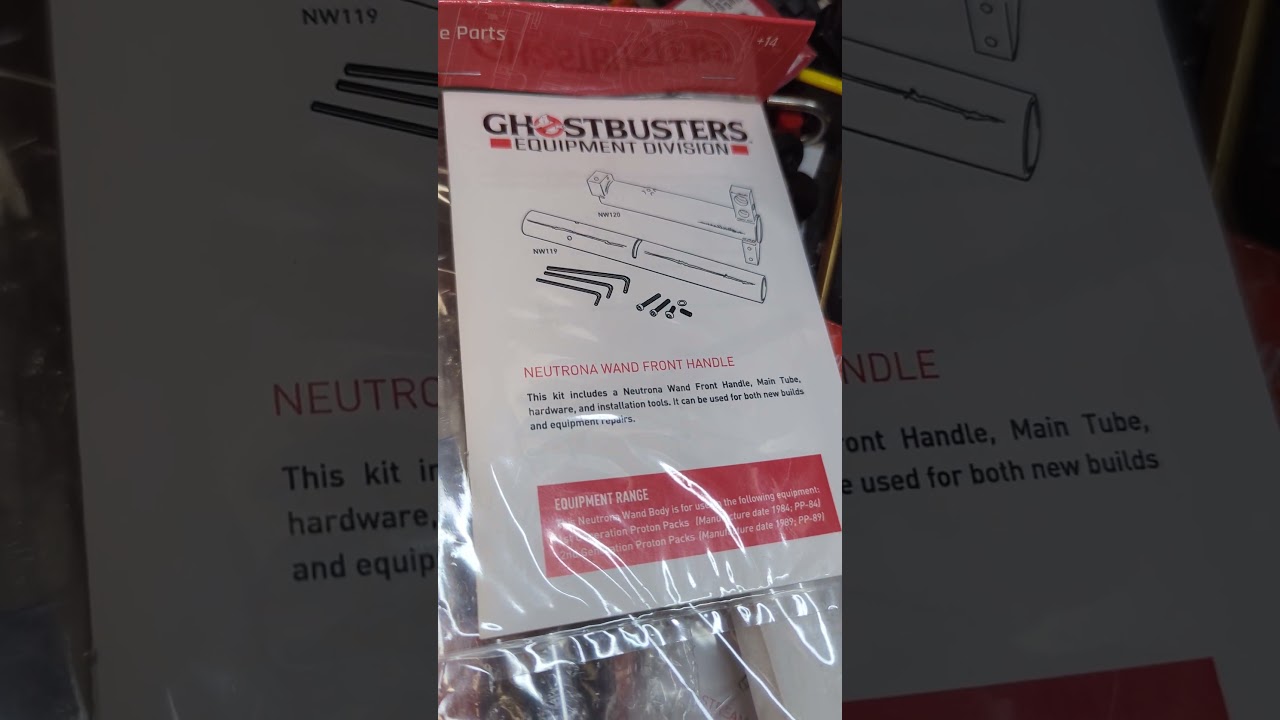 e Parts
+14
GHOSTBUSTERS
EQUIPMENT DIVISION
NW120
NW119
NEUTRONA WAND FRONT HANDLE
This kit includes a Neutrona Wand Front Handle, Main Tube,
hardware, and installation tools. It can be used for both new builds
and equipment repairs.
EQUIPMENT RANGE
Neutrona Wand Body is for use the following equipment:
1st Generation Proton Packs (Manufacture date 1984; PP-84)
2nd Generation Proton Packs (Manufacture date 1989; PP-89)
NW119
NEUTRO
This kit in
hardware,
and equip
NDLE
ront Handle, Main Tube,
e used for both new builds